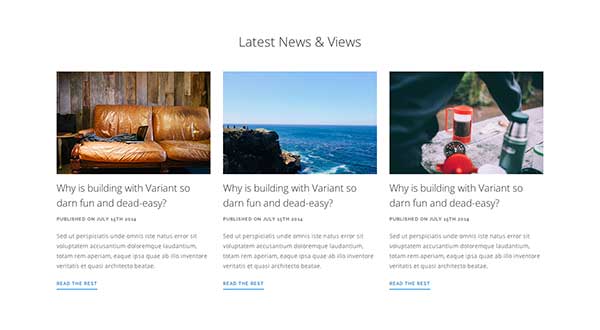 Latest News & Views
Why is building with Variant so
darn fun and dead-easy?
PUBLISHED ON JULY 15TH 2014
Sed ut perspiciatis unde omnis iste natus error sit
voluptatem accusantium doloremque laudantium,
totam rem aperiam, eaque ipsa quae ab illo inventore
veritatis et quasi architecto beatae.
READ THE REST
Why is building with Variant so
darn fun and dead-easy?
PUBLISHED ON JULY 15TH 2014
Sed ut perspiciatis unde omnis iste natus error sit
voluptatem accusantium doloremque laudantium,
totam rem aperiam, eaque ipsa quae ab illo inventore
veritatis et quasi architecto beatae.
READ THE REST
Why is building with Variant so
darn fun and dead-easy?
PUBLISHED ON JULY 15TH 2014
Sed ut perspiciatis unde omnis iste natus error sit
voluptatem accusantium doloremque laudantium,
totam rem aperiam, eaque ipsa quae ab illo inventore
veritatis et quasi architecto beatae.
READ THE REST